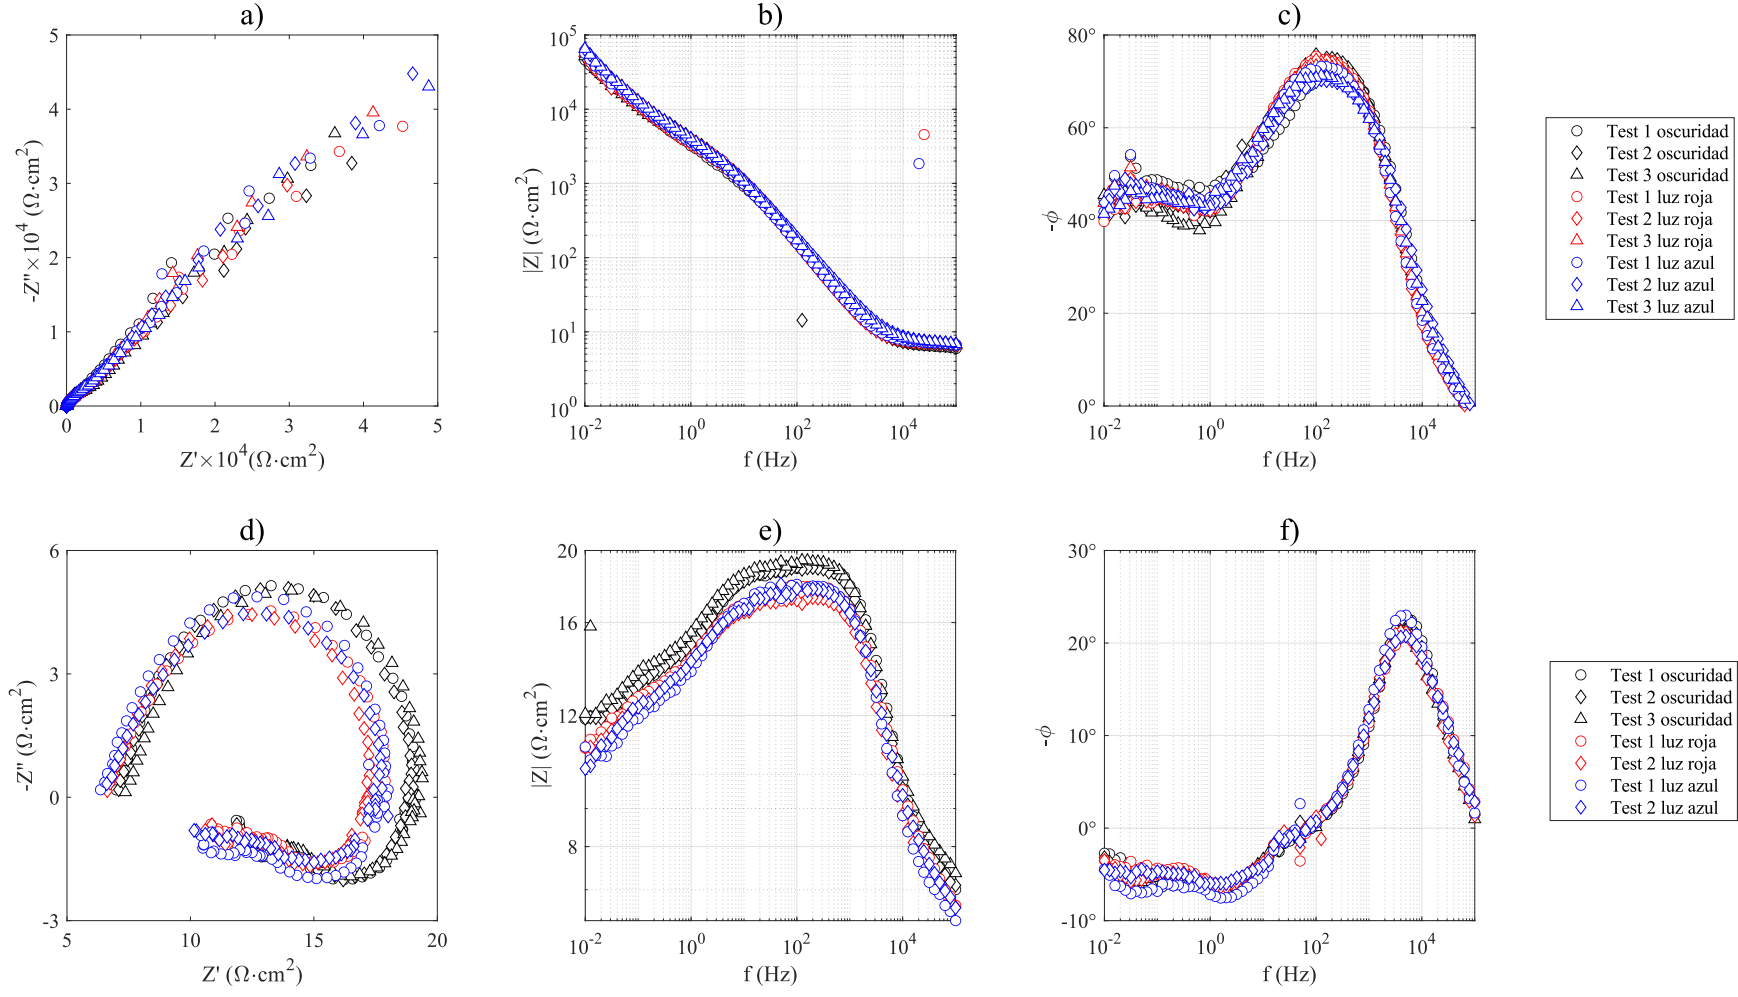 a)
5
4
3
2
1
0
0
1
2
3
4
5
-Z''×10^4 (Ω·cm^2)
Z'×10^4(Ω·cm^2)
b)
10^5
10^4
10^3
10^2
10^1
10^0
10^-2
10^0
10^2
10^4
|Z| (Ω·cm^2)
f (Hz)
c)
80°
60°
40°
20°
0°
10^-2
10^0
10^2
10^4
-ϕ
f (Hz)
Test 1 oscuridad
Test 2 oscuridad
Test 3 oscuridad
Test 1 luz roja
Test 2 luz roja
Test 3 luz roja
Test 1 luz azul
Test 2 luz azul
Test 3 luz azul
d)
6
3
0
-3
5
10
15
20
-Z'' (Ω·cm^2)
Z' (Ω·cm^2)
e)
20
16
12
8
10^-2
10^0
10^2
10^4
|Z| (Ω·cm^2)
f (Hz)
f)
30°
20°
10°
0°
-10°
10^-2
10^0
10^2
10^4
-ϕ
f (Hz)
Test 1 oscuridad
Test 2 oscuridad
Test 3 oscuridad
Test 1 luz roja
Test 2 luz roja
Test 1 luz azul
Test 2 luz azul